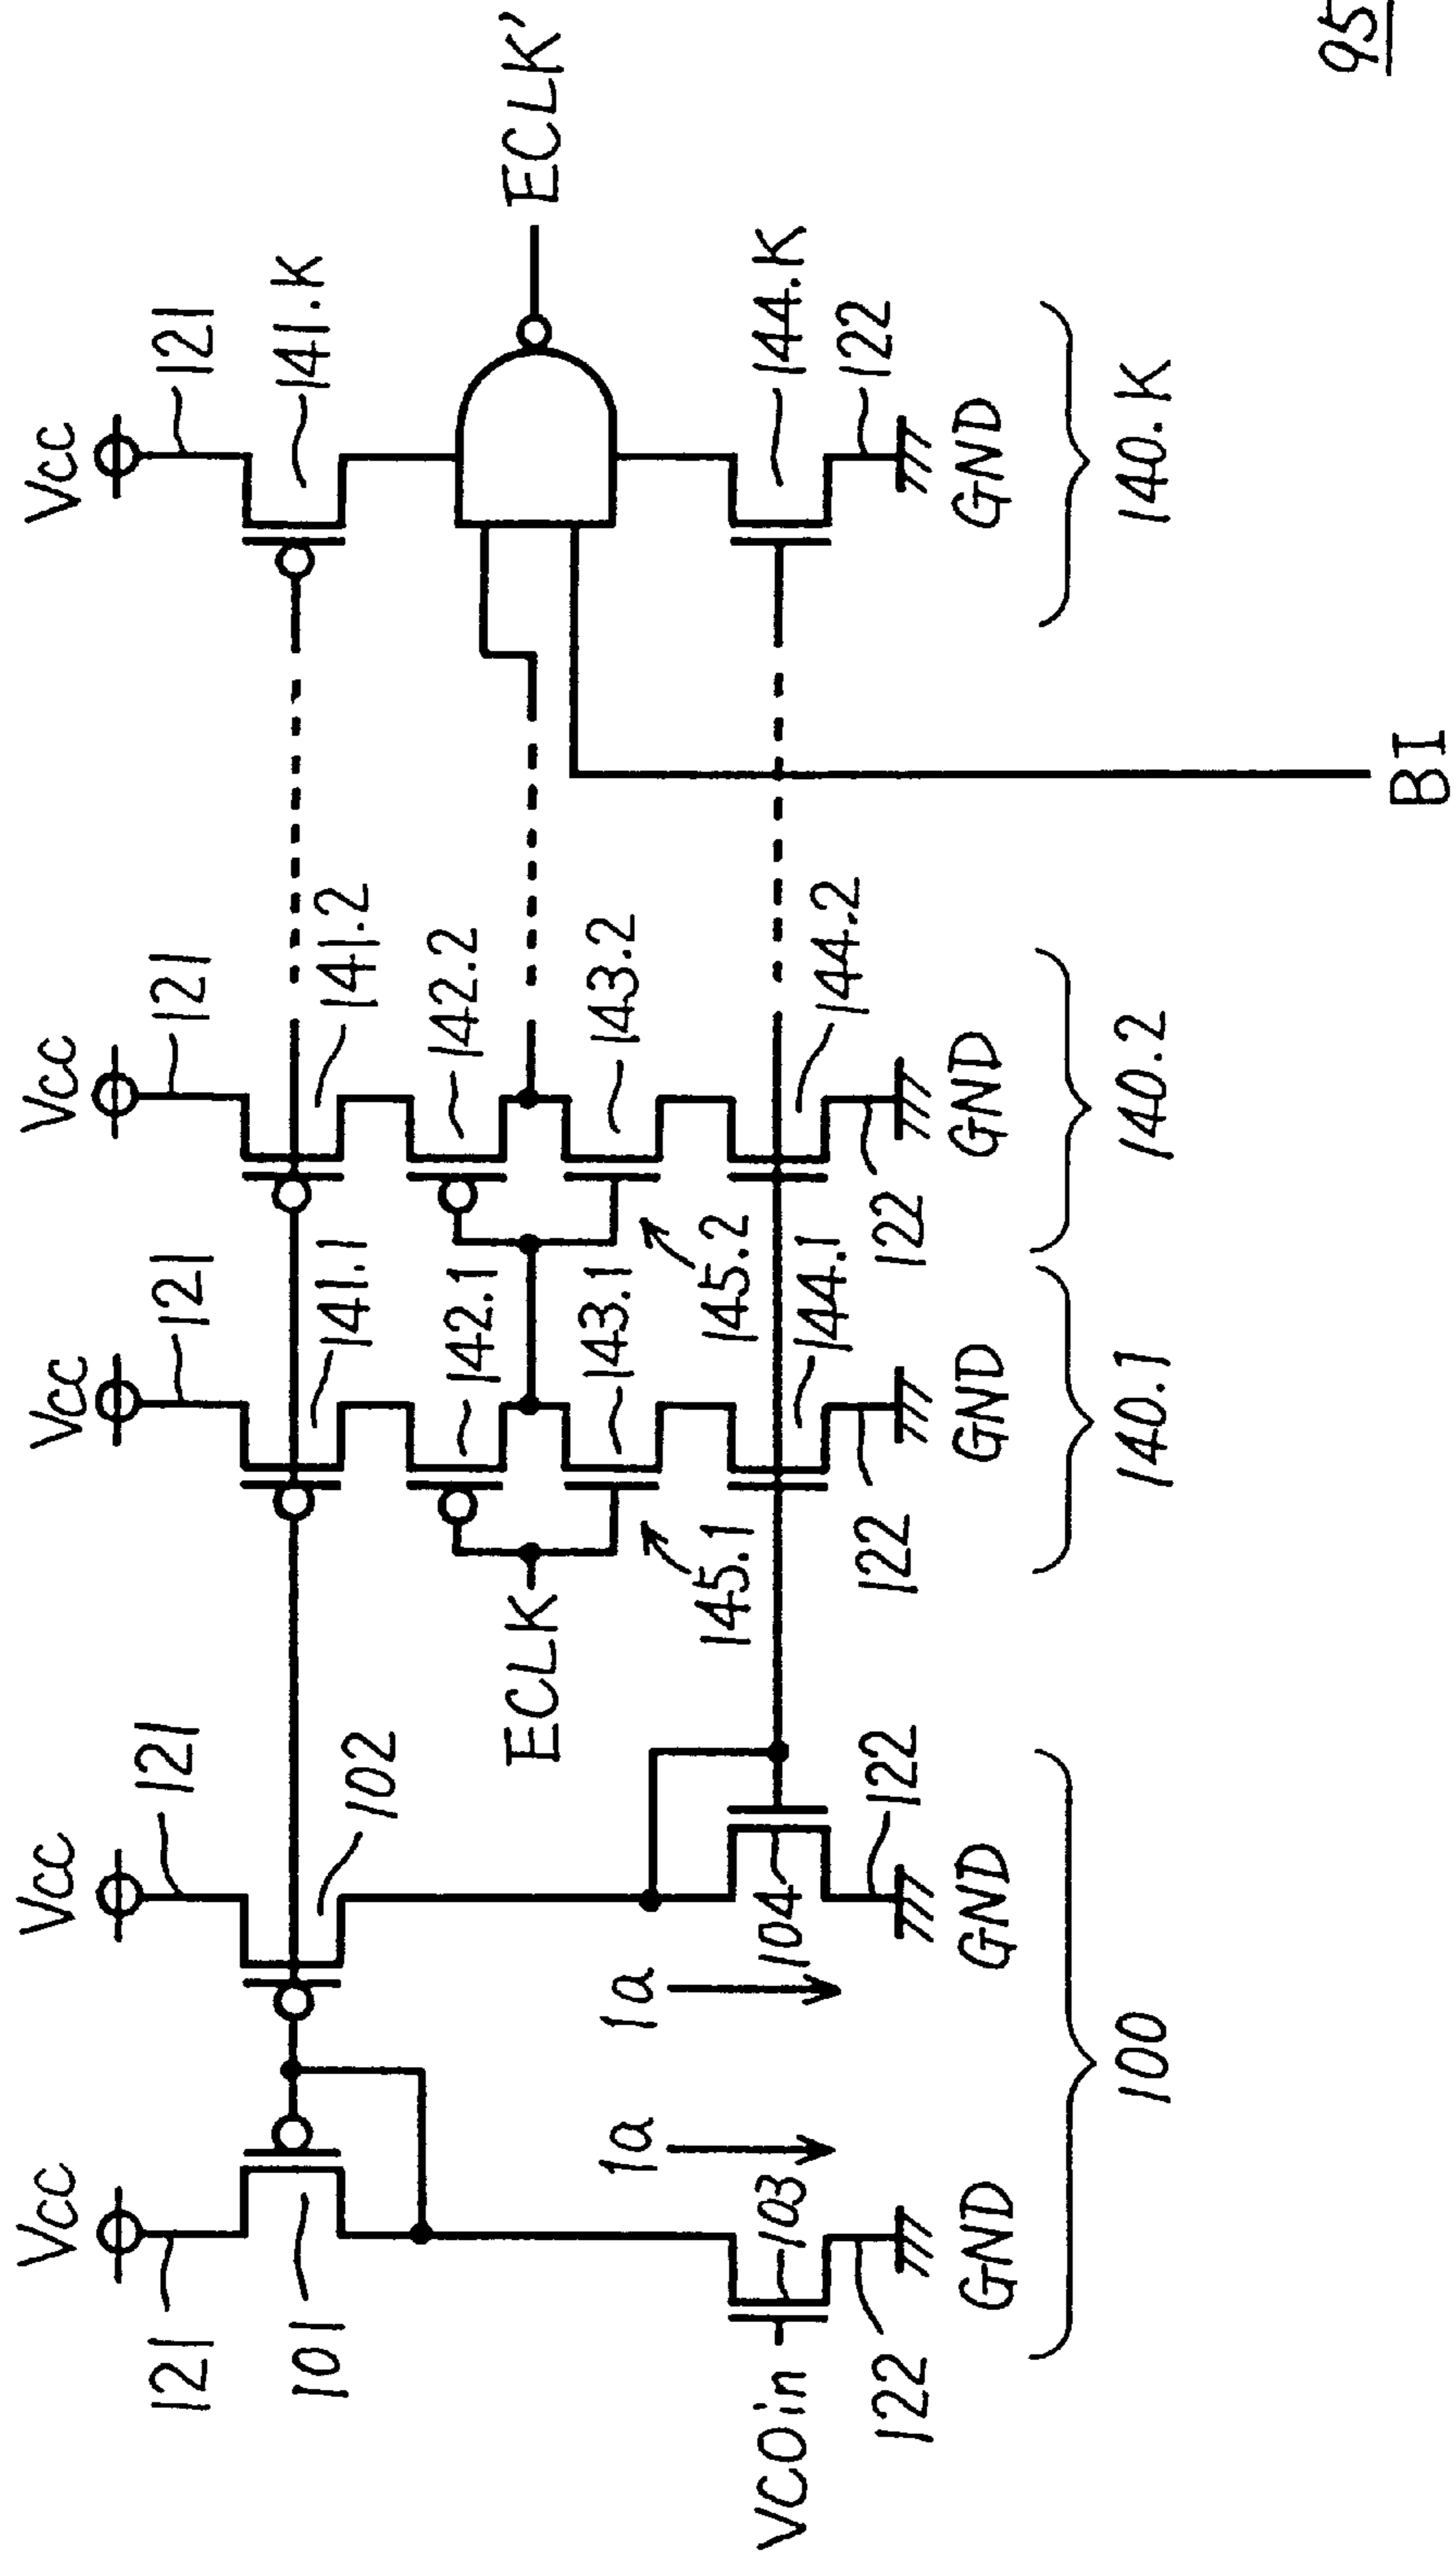 95
Vcc
Vcc
Vcc
Vcc
Vcc
121
121
121
121
121
101
102
141.1
141.2
141.K
142.1
142.2
ECLK
ECLK'
143.1
143.2
1a
1a
145.1
145.2
VCOin
103
104
144.1
144.2
144.K
122
122
122
122
122
GND
GND
GND
GND
GND
100
140.1
140.2
140.K
BI